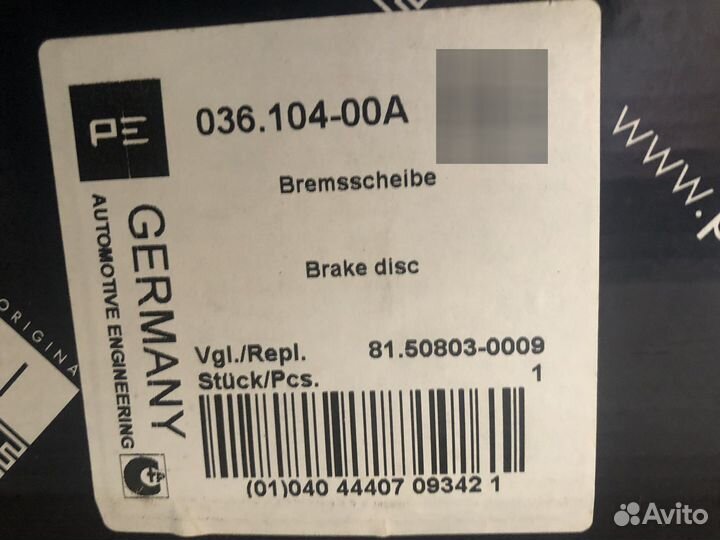 PE
036.104-00A
Bremsscheibe
Brake disc
Vgl./Repl. 81.50803-0009
Stück/Pcs. 1
(01)040 44407 09342 1
GERMANY
AUTOMOTIVE ENGINEERING
www.p
ORIGINA
Avito